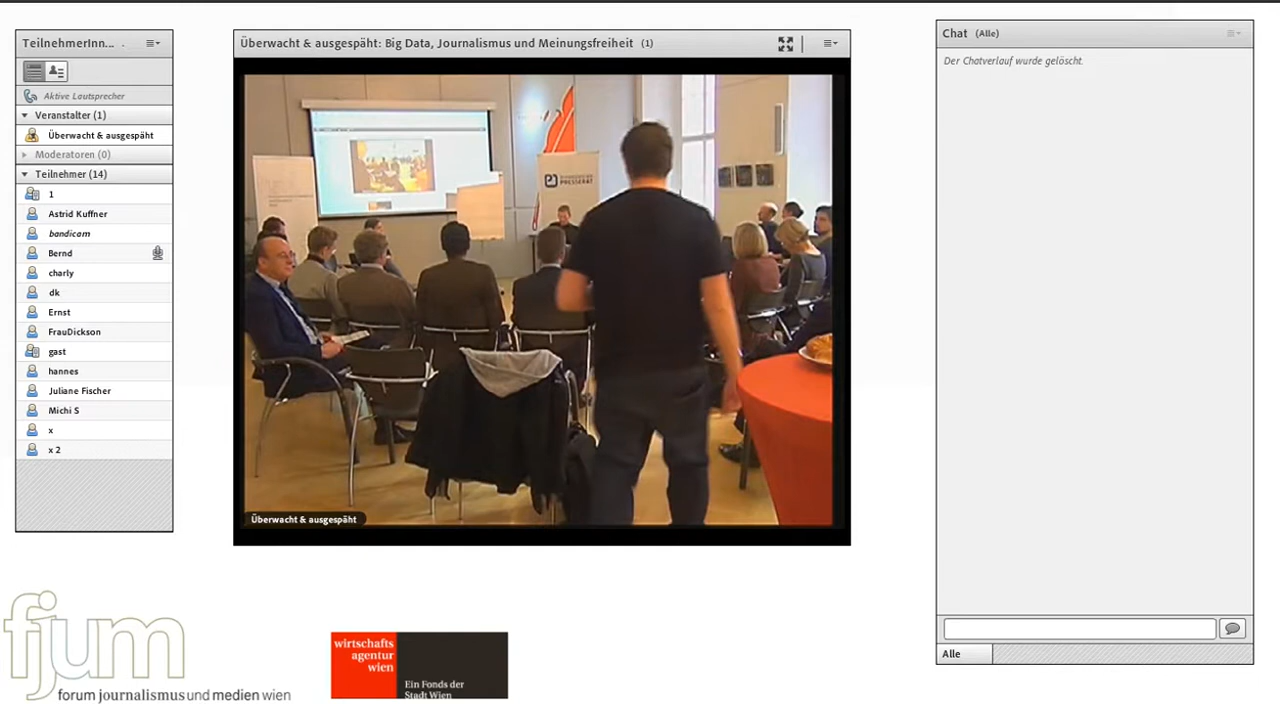 TeilnehmerInn... .
Aktive Lautsprecher
Veranstalter (1)
Überwacht & ausgespäht
Moderatoren (0)
Teilnehmer (14)
1
Astrid Kuffner
bandicam
Bernd
charly
dk
Ernst
FrauDickson
gast
hannes
Juliane Fischer
Michi S
x
x 2
Überwacht & ausgespäht: Big Data, Journalismus und Meinungsfreiheit (1)
PRESSERAT
Überwacht & ausgespäht
Chat (Alle)
Der Chatverlauf wurde gelöscht.
Alle
fjum
forum journalismus und medien wien
wirtschafts
agentur
wien
Ein Fonds der
Stadt Wien